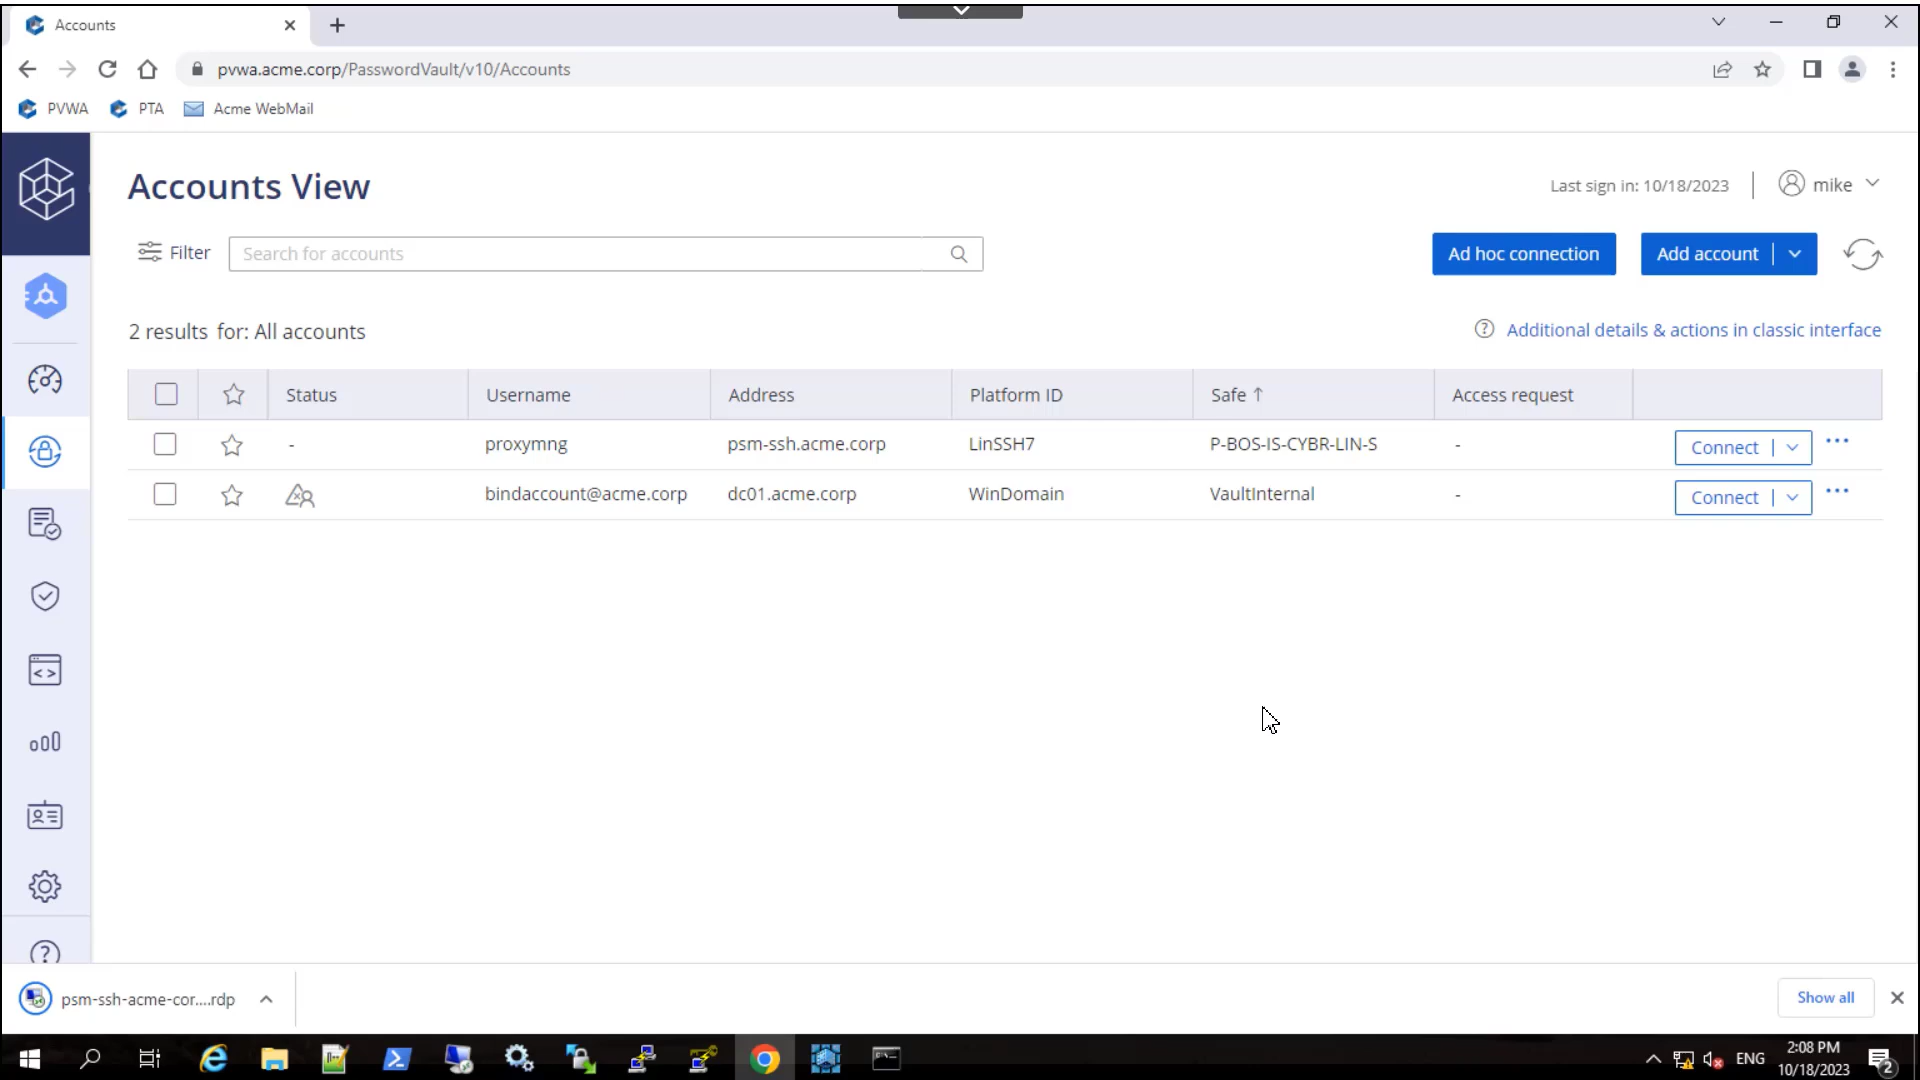 Accounts
pvwa.acme.corp/PasswordVault/v10/Accounts
PVWA PTA Acme WebMail
Accounts View
Last sign in: 10/18/2023 mike
Filter Search for accounts Ad hoc connection Add account
2 results for: All accounts
Additional details & actions in classic interface
Status Username Address Platform ID Safe ↑ Access request
- proxymng psm-ssh.acme.corp LinSSH7 P-BOS-IS-CYBR-LIN-S - Connect
bindaccount@acme.corp dc01.acme.corp WinDomain VaultInternal - Connect
psm-ssh-acme-cor....rdp Show all
ENG 2:08 PM
10/18/2023 2